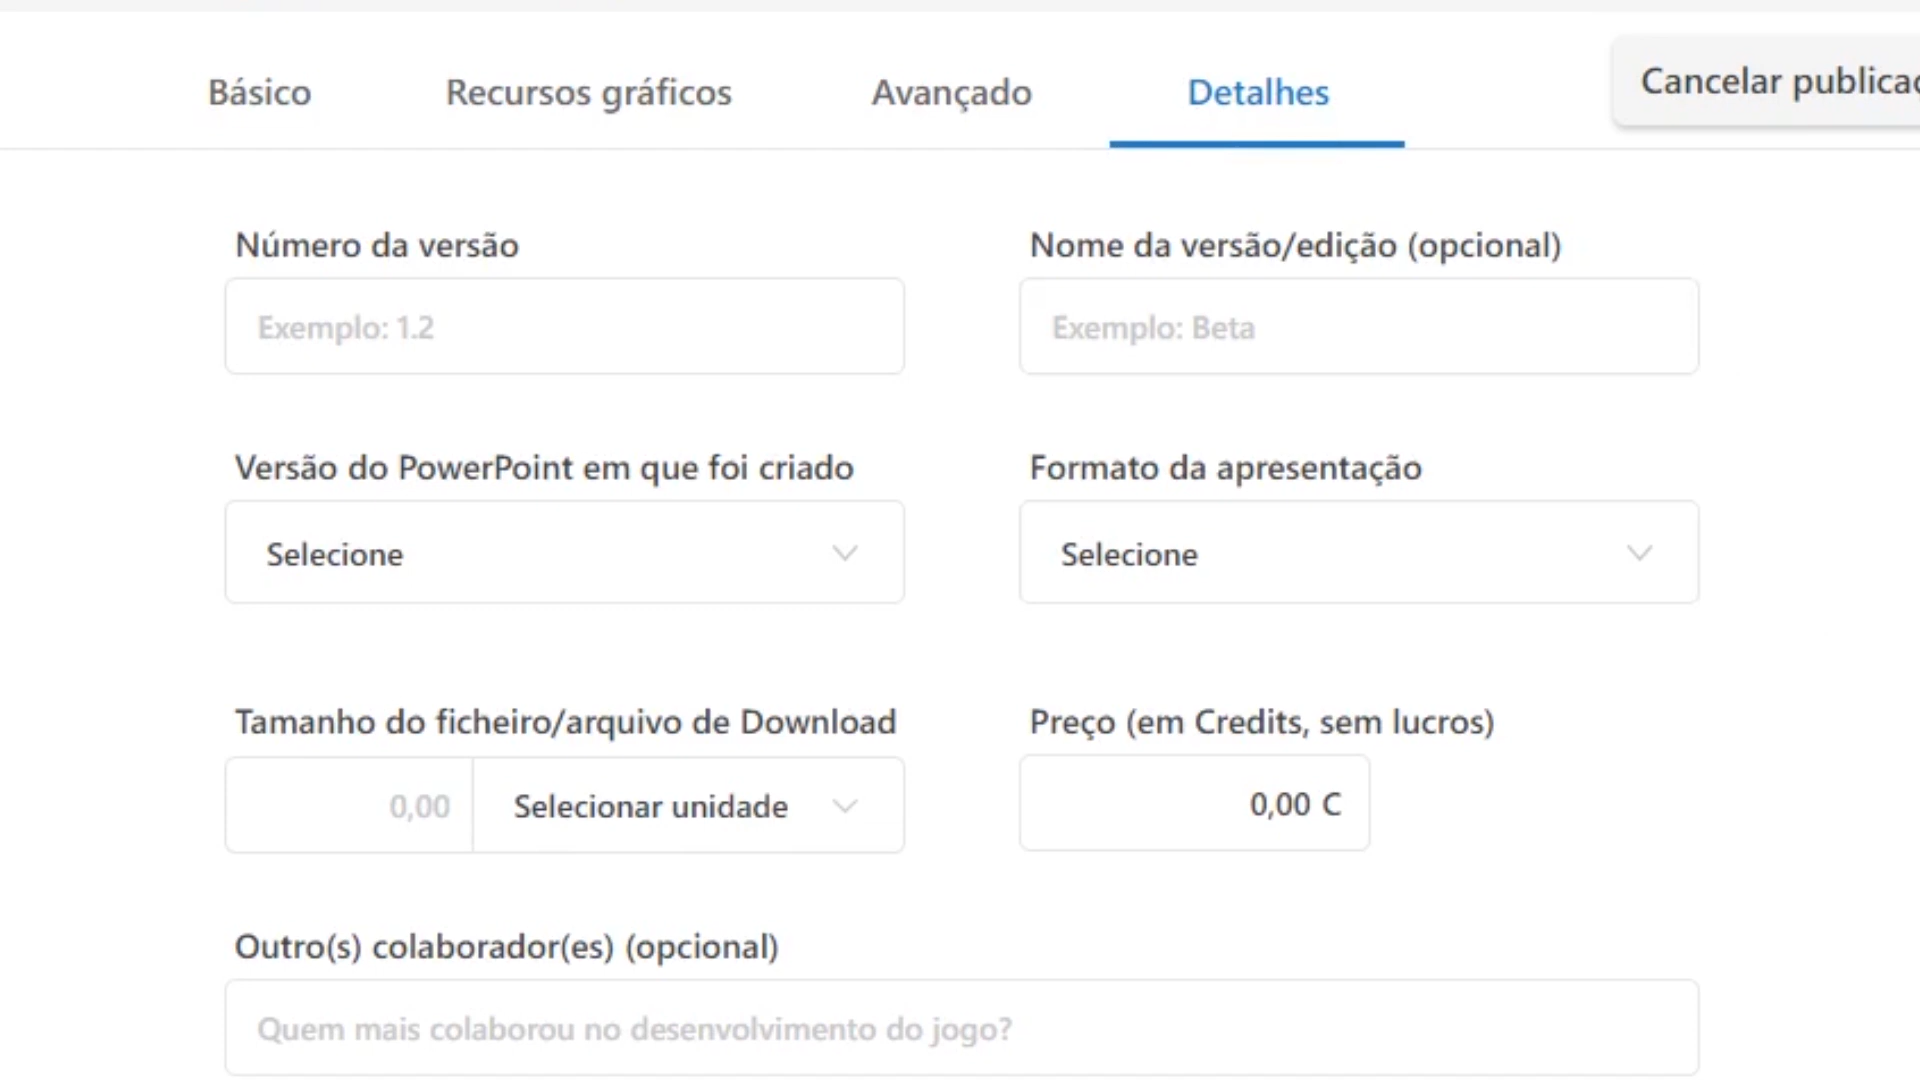 Básico Recursos gráficos Avançado Detalhes Cancelar
Número da versão Nome da versão/edição (opcional)
Exemplo: 1.2 Exemplo: Beta
Versão do PowerPoint em que foi criado Formato da apresentação
Selecione Selecione
Tamanho do ficheiro/arquivo de Download Preço (em Credits, sem lucros)
0,00 Selecionar unidade 0,00 C
Outro(s) colaborador(es) (opcional)
Quem mais colaborou no desenvolvimento do jogo?